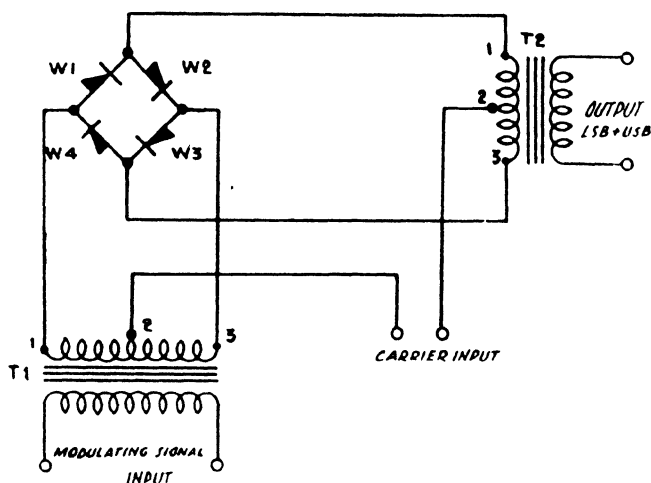 T2
1
W1 W2
2
OUTPUT
LSB+USB
W4 W3
3
1 2 3
CARRIER INPUT
T1
MODULATING SIGNAL
INPUT